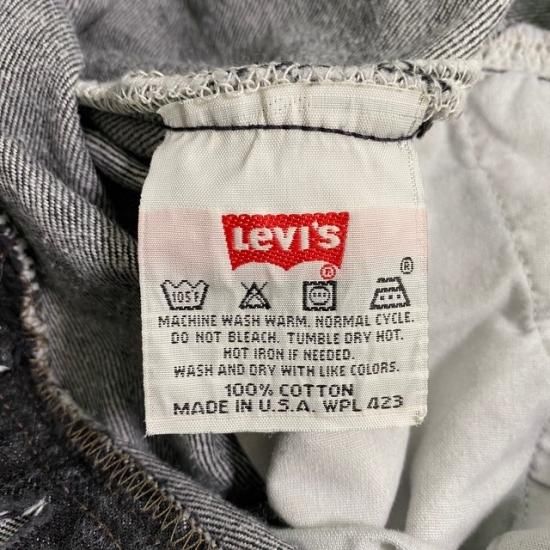 Levi's
®
105F
®
MACHINE WASH WARM. NORMAL CYCLE.
DO NOT BLEACH. TUMBLE DRY HOT.
HOT IRON IF NEEDED.
WASH AND DRY WITH LIKE COLORS.
100% COTTON
MADE IN U.S.A. WPL 423